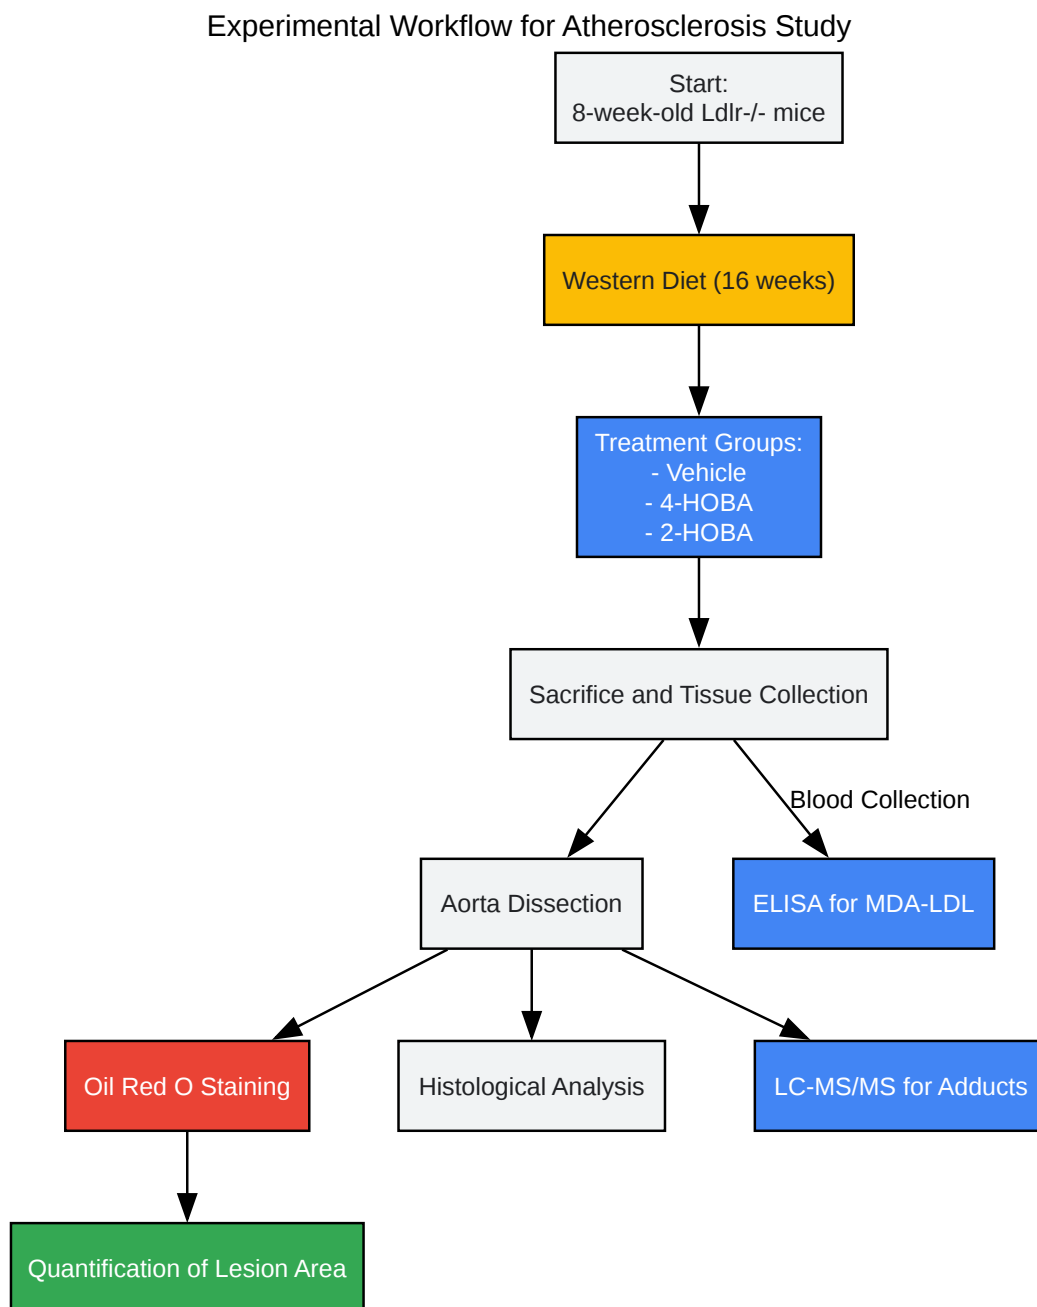 Experimental Workflow for Atherosclerosis Study
Start:
8-week-old Ldlr-/- mice
Western Diet (16 weeks)
Treatment Groups:
- Vehicle
- 4-HOBA
- 2-HOBA
Sacrifice and Tissue Collection
Blood Collection
Aorta Dissection
ELISA for MDA-LDL
Oil Red O Staining
Histological Analysis
LC-MS/MS for Adducts
Quantification of Lesion Area